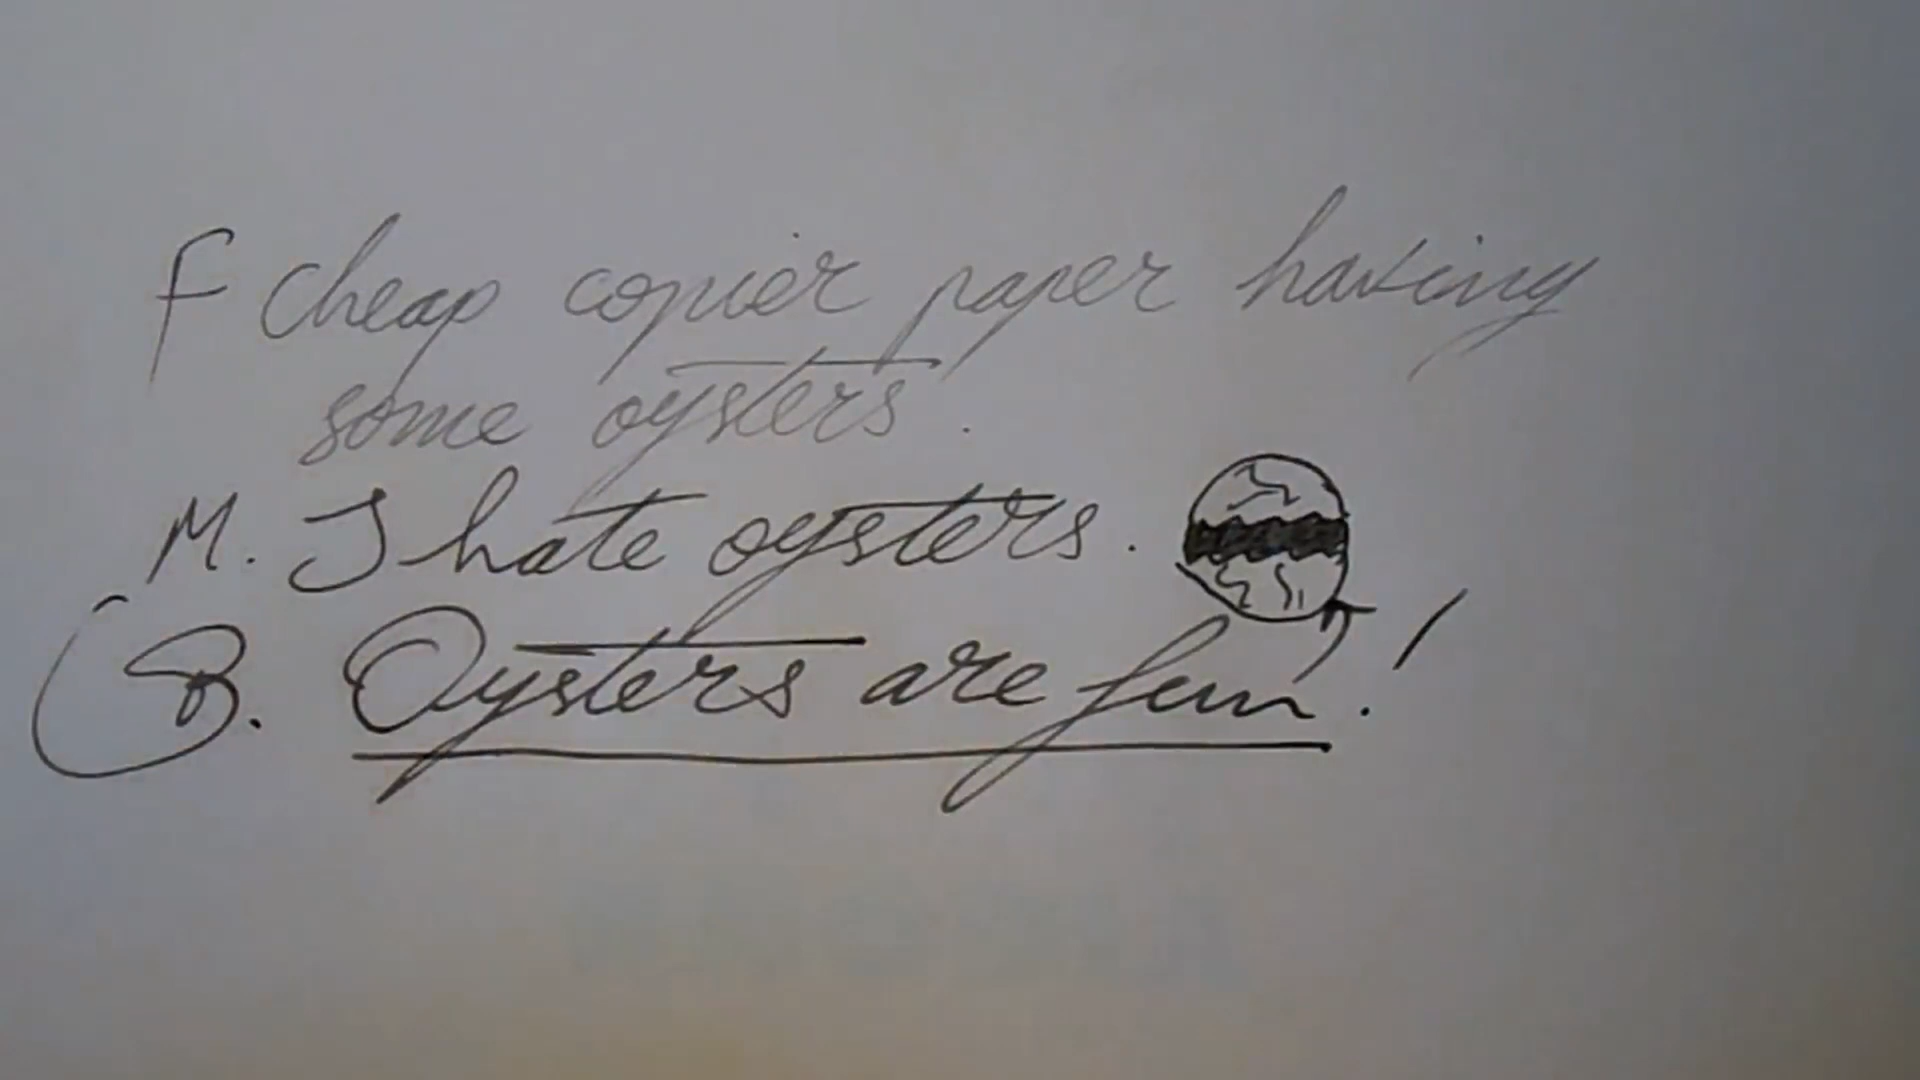 F Cheap copier paper having
some oysters.
M. I hate oysters.
B. Oysters are fun!